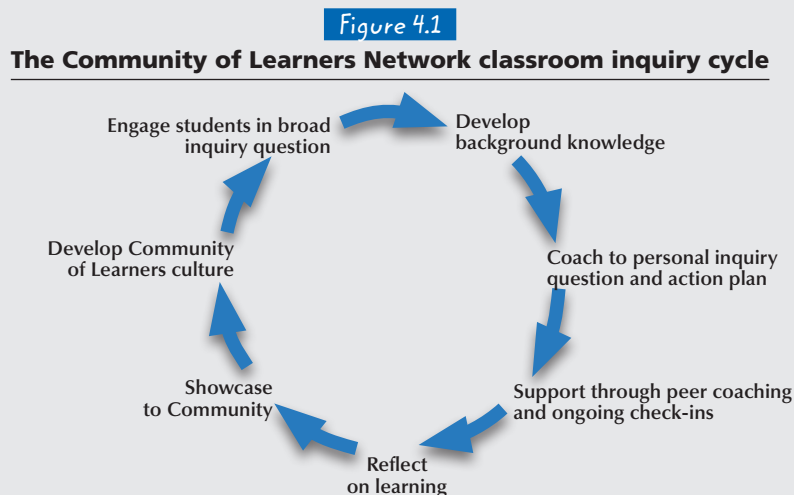 Figure 4.1
The Community of Learners Network classroom inquiry cycle
Engage students in broad
inquiry question
Develop
background knowledge
Coach to personal inquiry
question and action plan
Support through peer coaching
and ongoing check-ins
Reflect
on learning
Showcase
to Community
Develop Community
of Learners culture